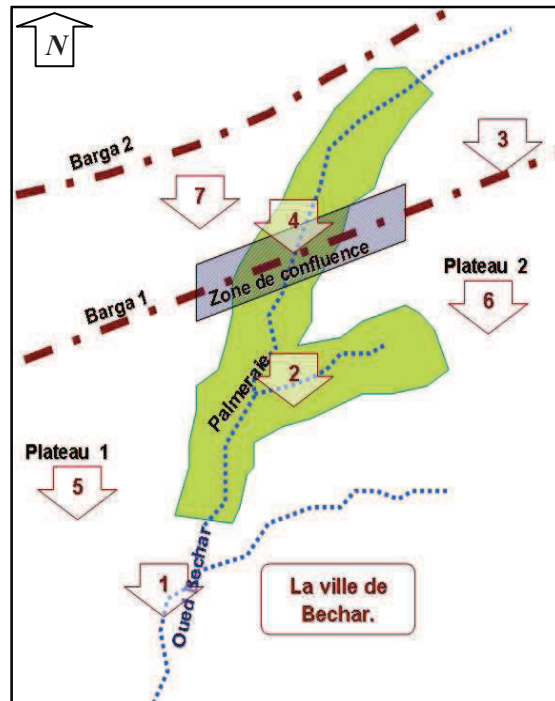 N
Barga 2
3
7
4
Zone de confluence
Plateau 2
6
Barga 1
2
Palmeraie
Plateau 1
5
Oued Bechar
1
La ville de
Bechar.